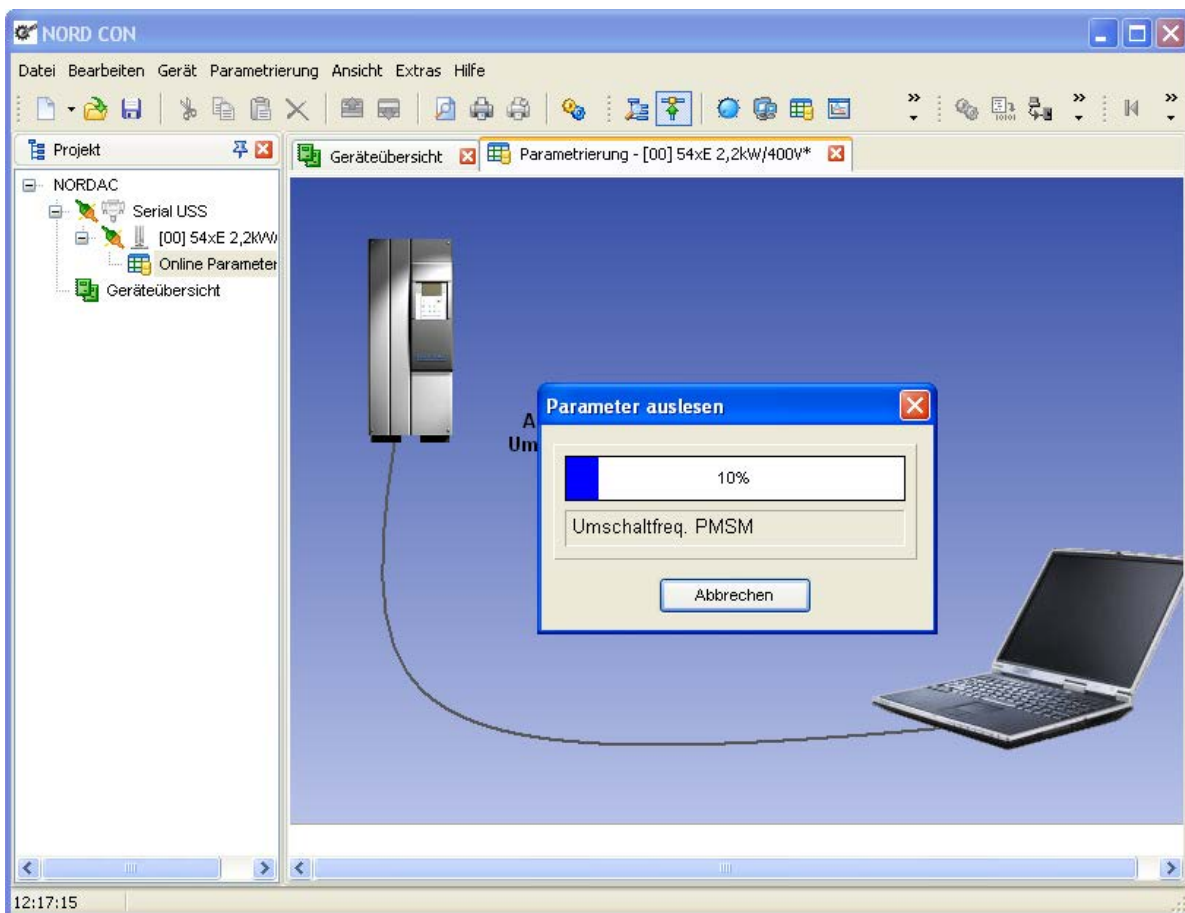 NORD CON
Datei Bearbeiten Gerät Parametrierung Ansicht Extras Hilfe
Projekt
NORDAC
Serial USS
[00] 54xE 2,2kW/
Online Parameter
Geräteübersicht
Geräteübersicht
Parametrierung - [00] 54xE 2,2kW/400V*
A
Um
Parameter auslesen
10%
Umschaltfreq. PMSM
Abbrechen
12:17:15